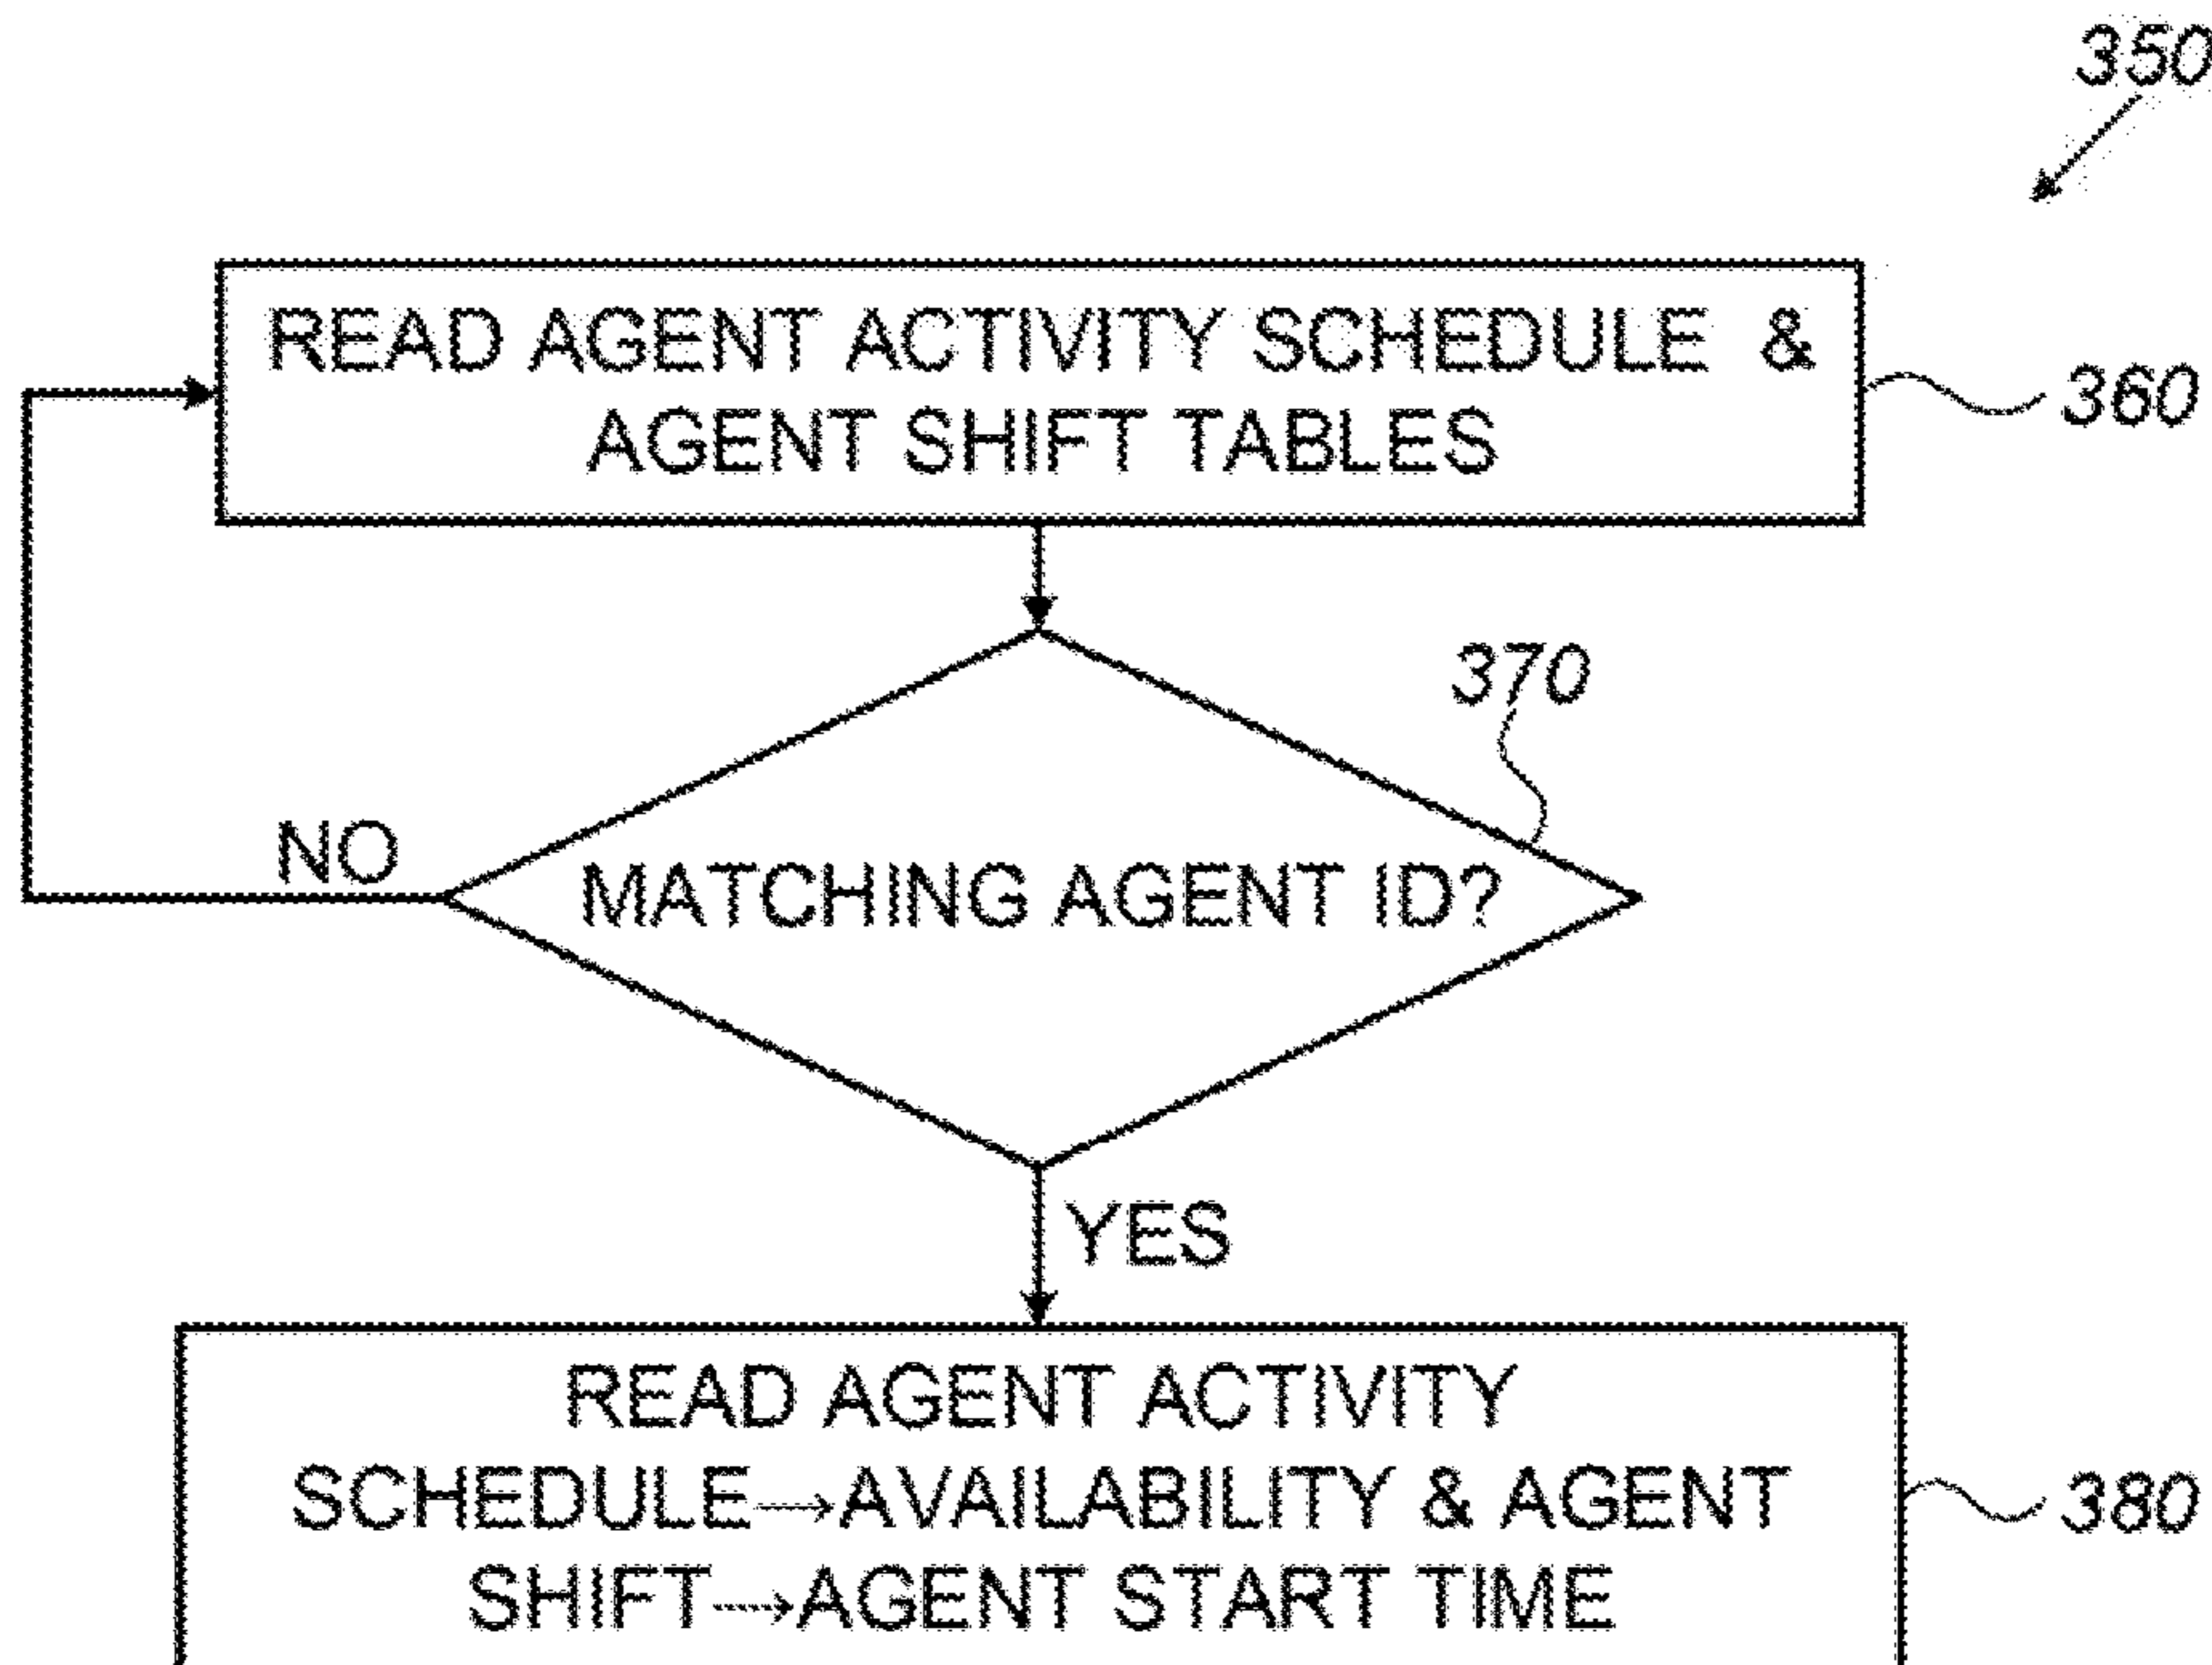 350
READ AGENT ACTIVITY SCHEDULE &
AGENT SHIFT TABLES
360
370
NO
MATCHING AGENT ID?
YES
READ AGENT ACTIVITY
SCHEDULE→AVAILABILITY & AGENT
SHIFT→AGENT START TIME
380